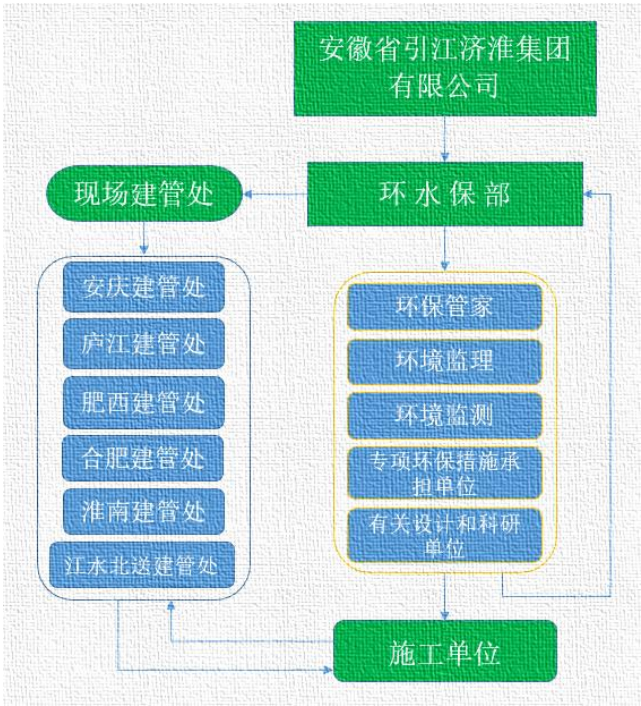 安徽省引江济淮集团
有限公司
现场建管处
环水保部
安庆建管处
庐江建管处
肥西建管处
合肥建管处
淮南建管处
江水北送建管处
环保管家
环境监理
环境监测
专项环保措施承
担单位
有关设计和科研
单位
施工单位